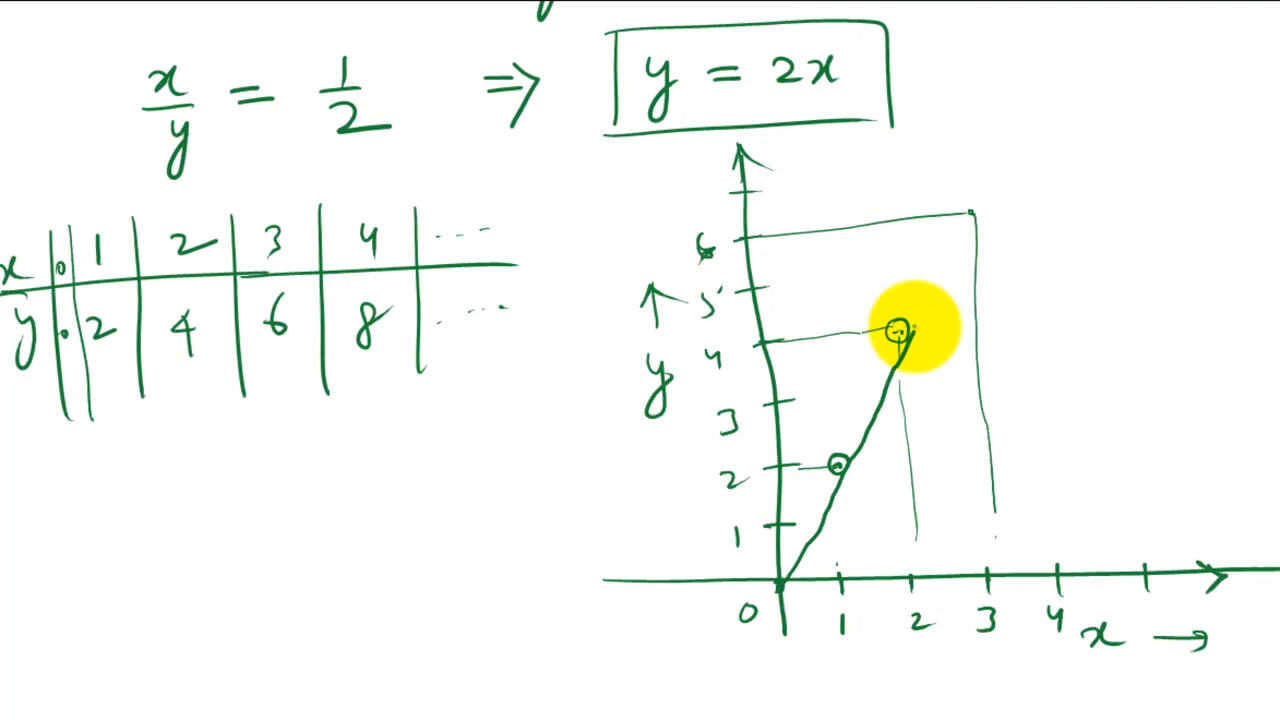 x/y = 1/2 ⇒ y = 2x
x 0 1 2 3 4 ....
y 0 2 4 6 8 ....
6
5
y
4
3
2
1
0 1 2 3 4 x →